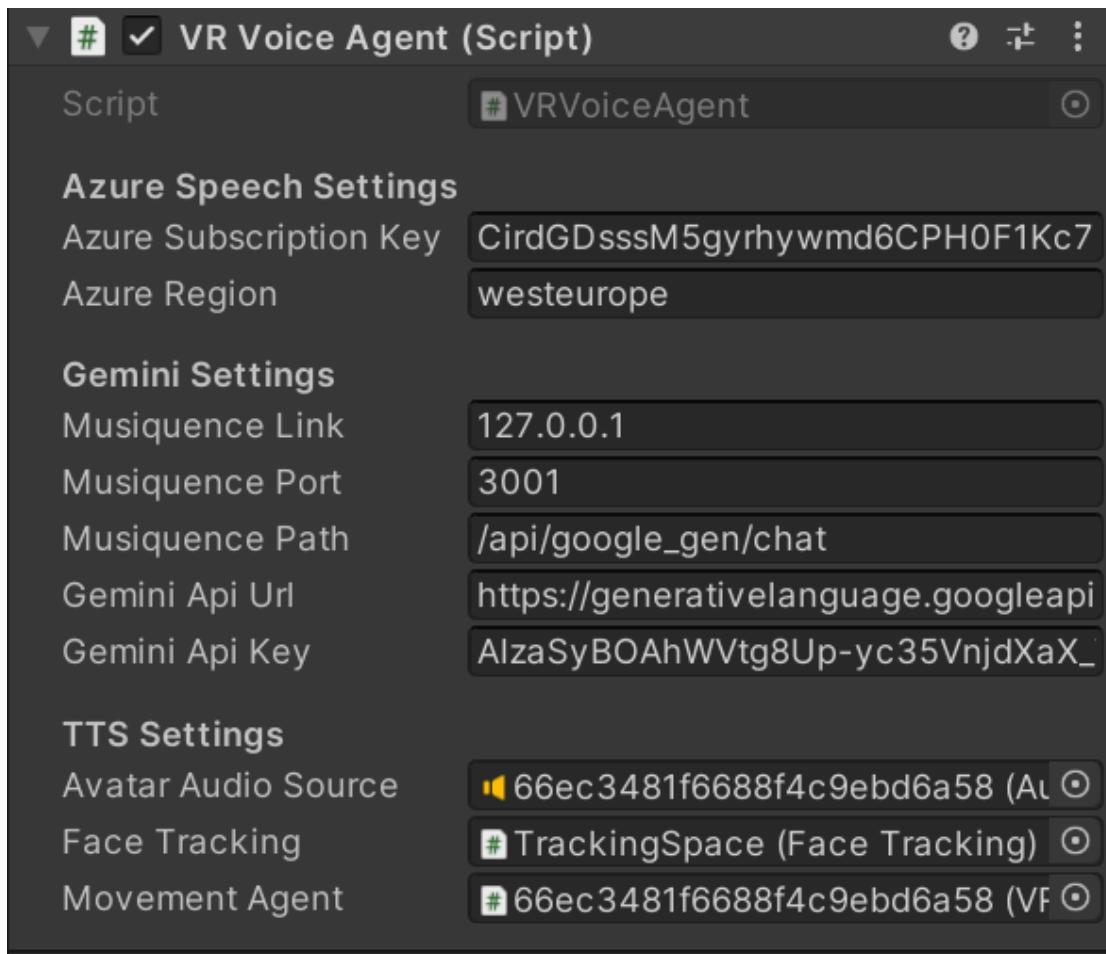 VR Voice Agent (Script)
Script VRVoiceAgent
Azure Speech Settings
Azure Subscription Key CirdGDsssM5gyrhywmd6CPH0F1Kc7
Azure Region westeurope
Gemini Settings
Musiquence Link 127.0.0.1
Musiquence Port 3001
Musiquence Path /api/google_gen/chat
Gemini Api Url https://generativelanguage.googleapi
Gemini Api Key AIzaSyBOAhWVtg8Up-yc35VnjdXaX_
TTS Settings
Avatar Audio Source 66ec3481f6688f4c9ebd6a58 (Au
Face Tracking TrackingSpace (Face Tracking)
Movement Agent 66ec3481f6688f4c9ebd6a58 (VF